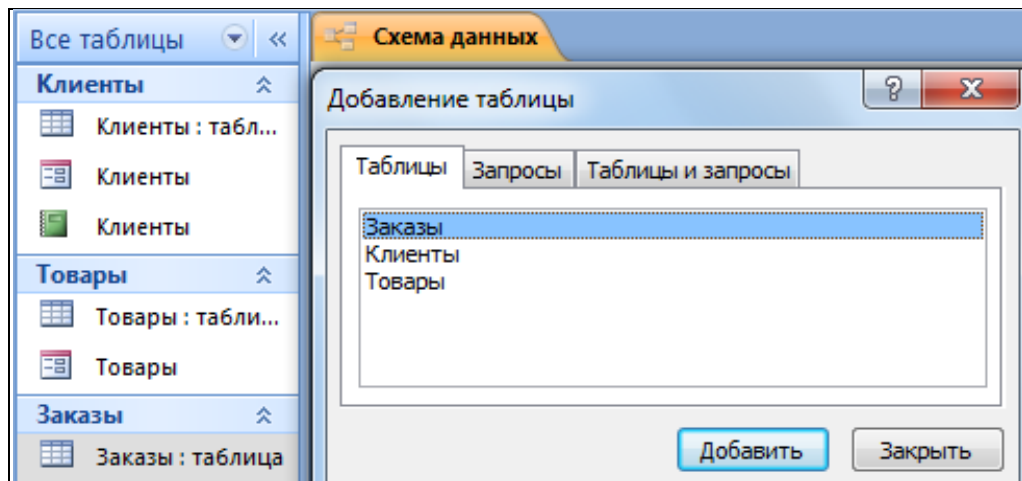 Все таблицы
Клиенты
Клиенты : табл...
Клиенты
Клиенты
Товары
Товары : табли...
Товары
Заказы
Заказы : таблица
Схема данных
Добавление таблицы
Таблицы Запросы Таблицы и запросы
Заказы
Клиенты
Товары
Добавить Закрыть